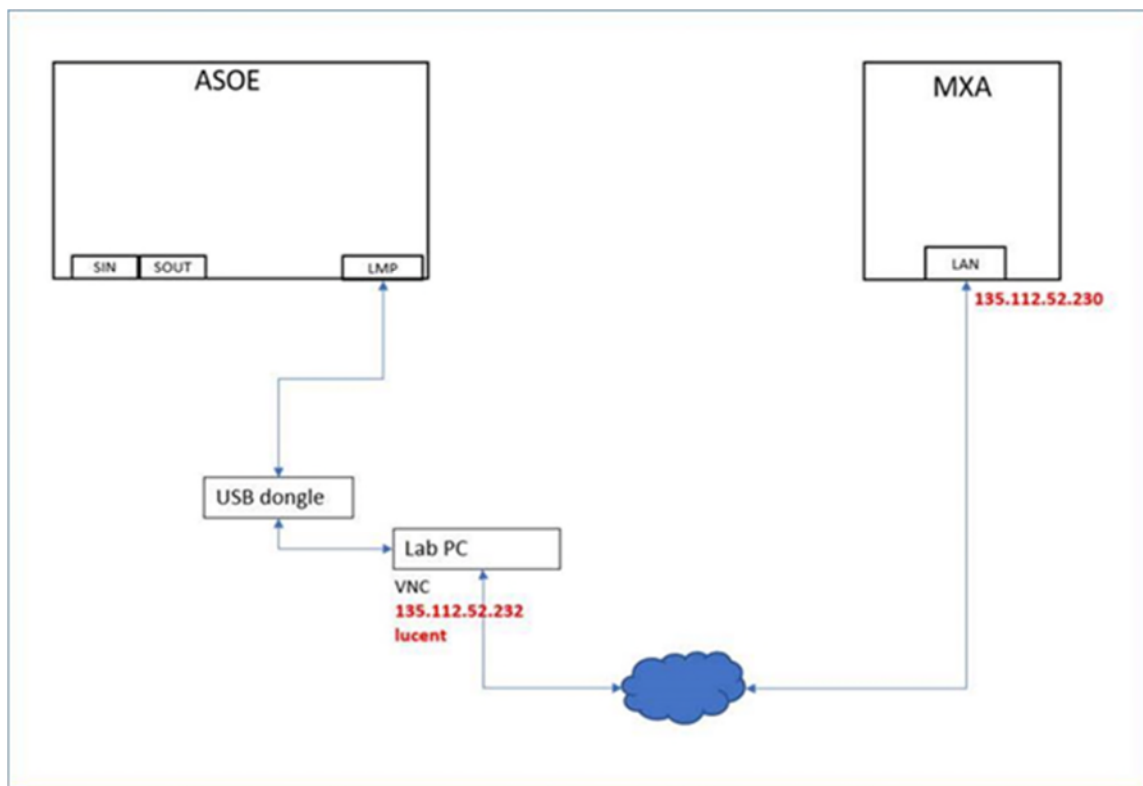 ASOE
MXA
SIN
SOUT
LMP
LAN
135.112.52.230
USB dongle
Lab PC
VNC
135.112.52.232
lucent